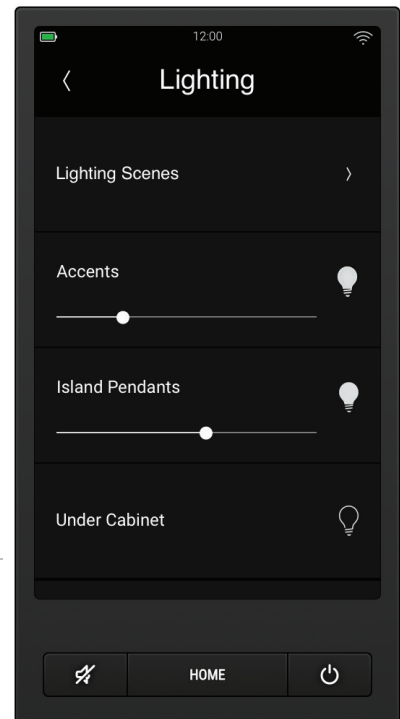 12:00
Lighting
Lighting Scenes
Accents
Island Pendants
Under Cabinet
HOME